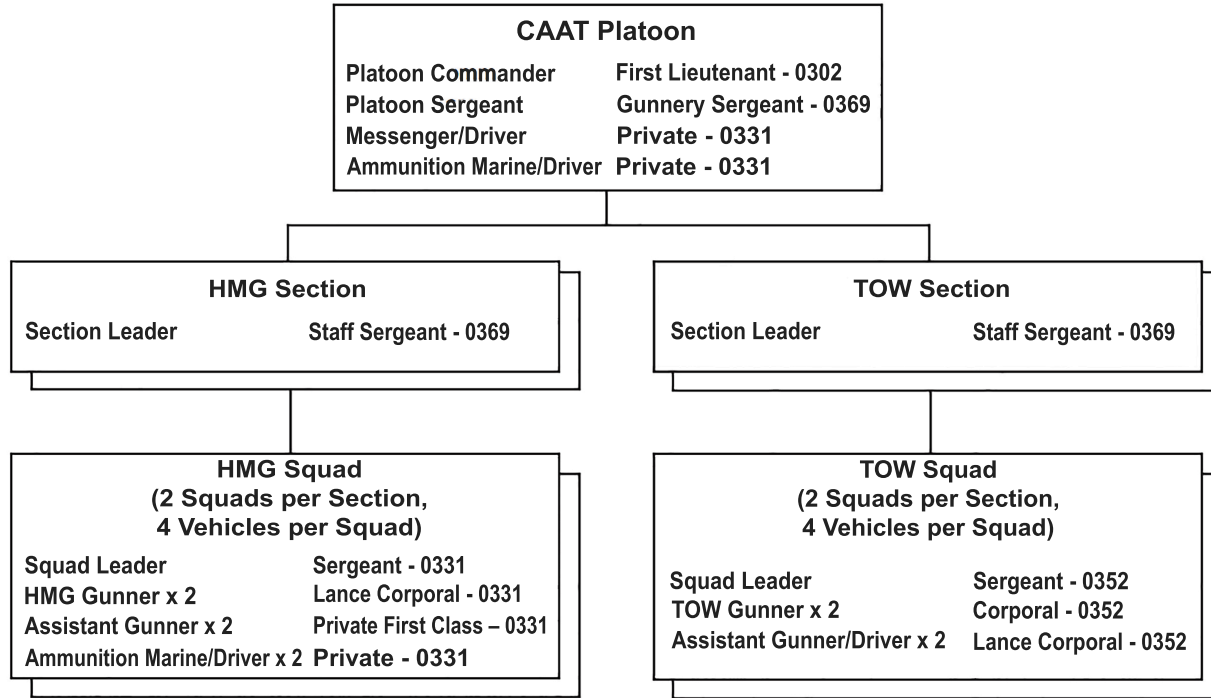 CAAT Platoon
Platoon Commander First Lieutenant - 0302
Platoon Sergeant Gunnery Sergeant - 0369
Messenger/Driver Private - 0331
Ammunition Marine/Driver Private - 0331
HMG Section
Section Leader Staff Sergeant - 0369
TOW Section
Section Leader Staff Sergeant - 0369
HMG Squad
(2 Squads per Section,
4 Vehicles per Squad)
Squad Leader Sergeant - 0331
HMG Gunner x 2 Lance Corporal - 0331
Assistant Gunner x 2 Private First Class – 0331
Ammunition Marine/Driver x 2 Private - 0331
TOW Squad
(2 Squads per Section,
4 Vehicles per Squad)
Squad Leader Sergeant - 0352
TOW Gunner x 2 Corporal - 0352
Assistant Gunner/Driver x 2 Lance Corporal - 0352